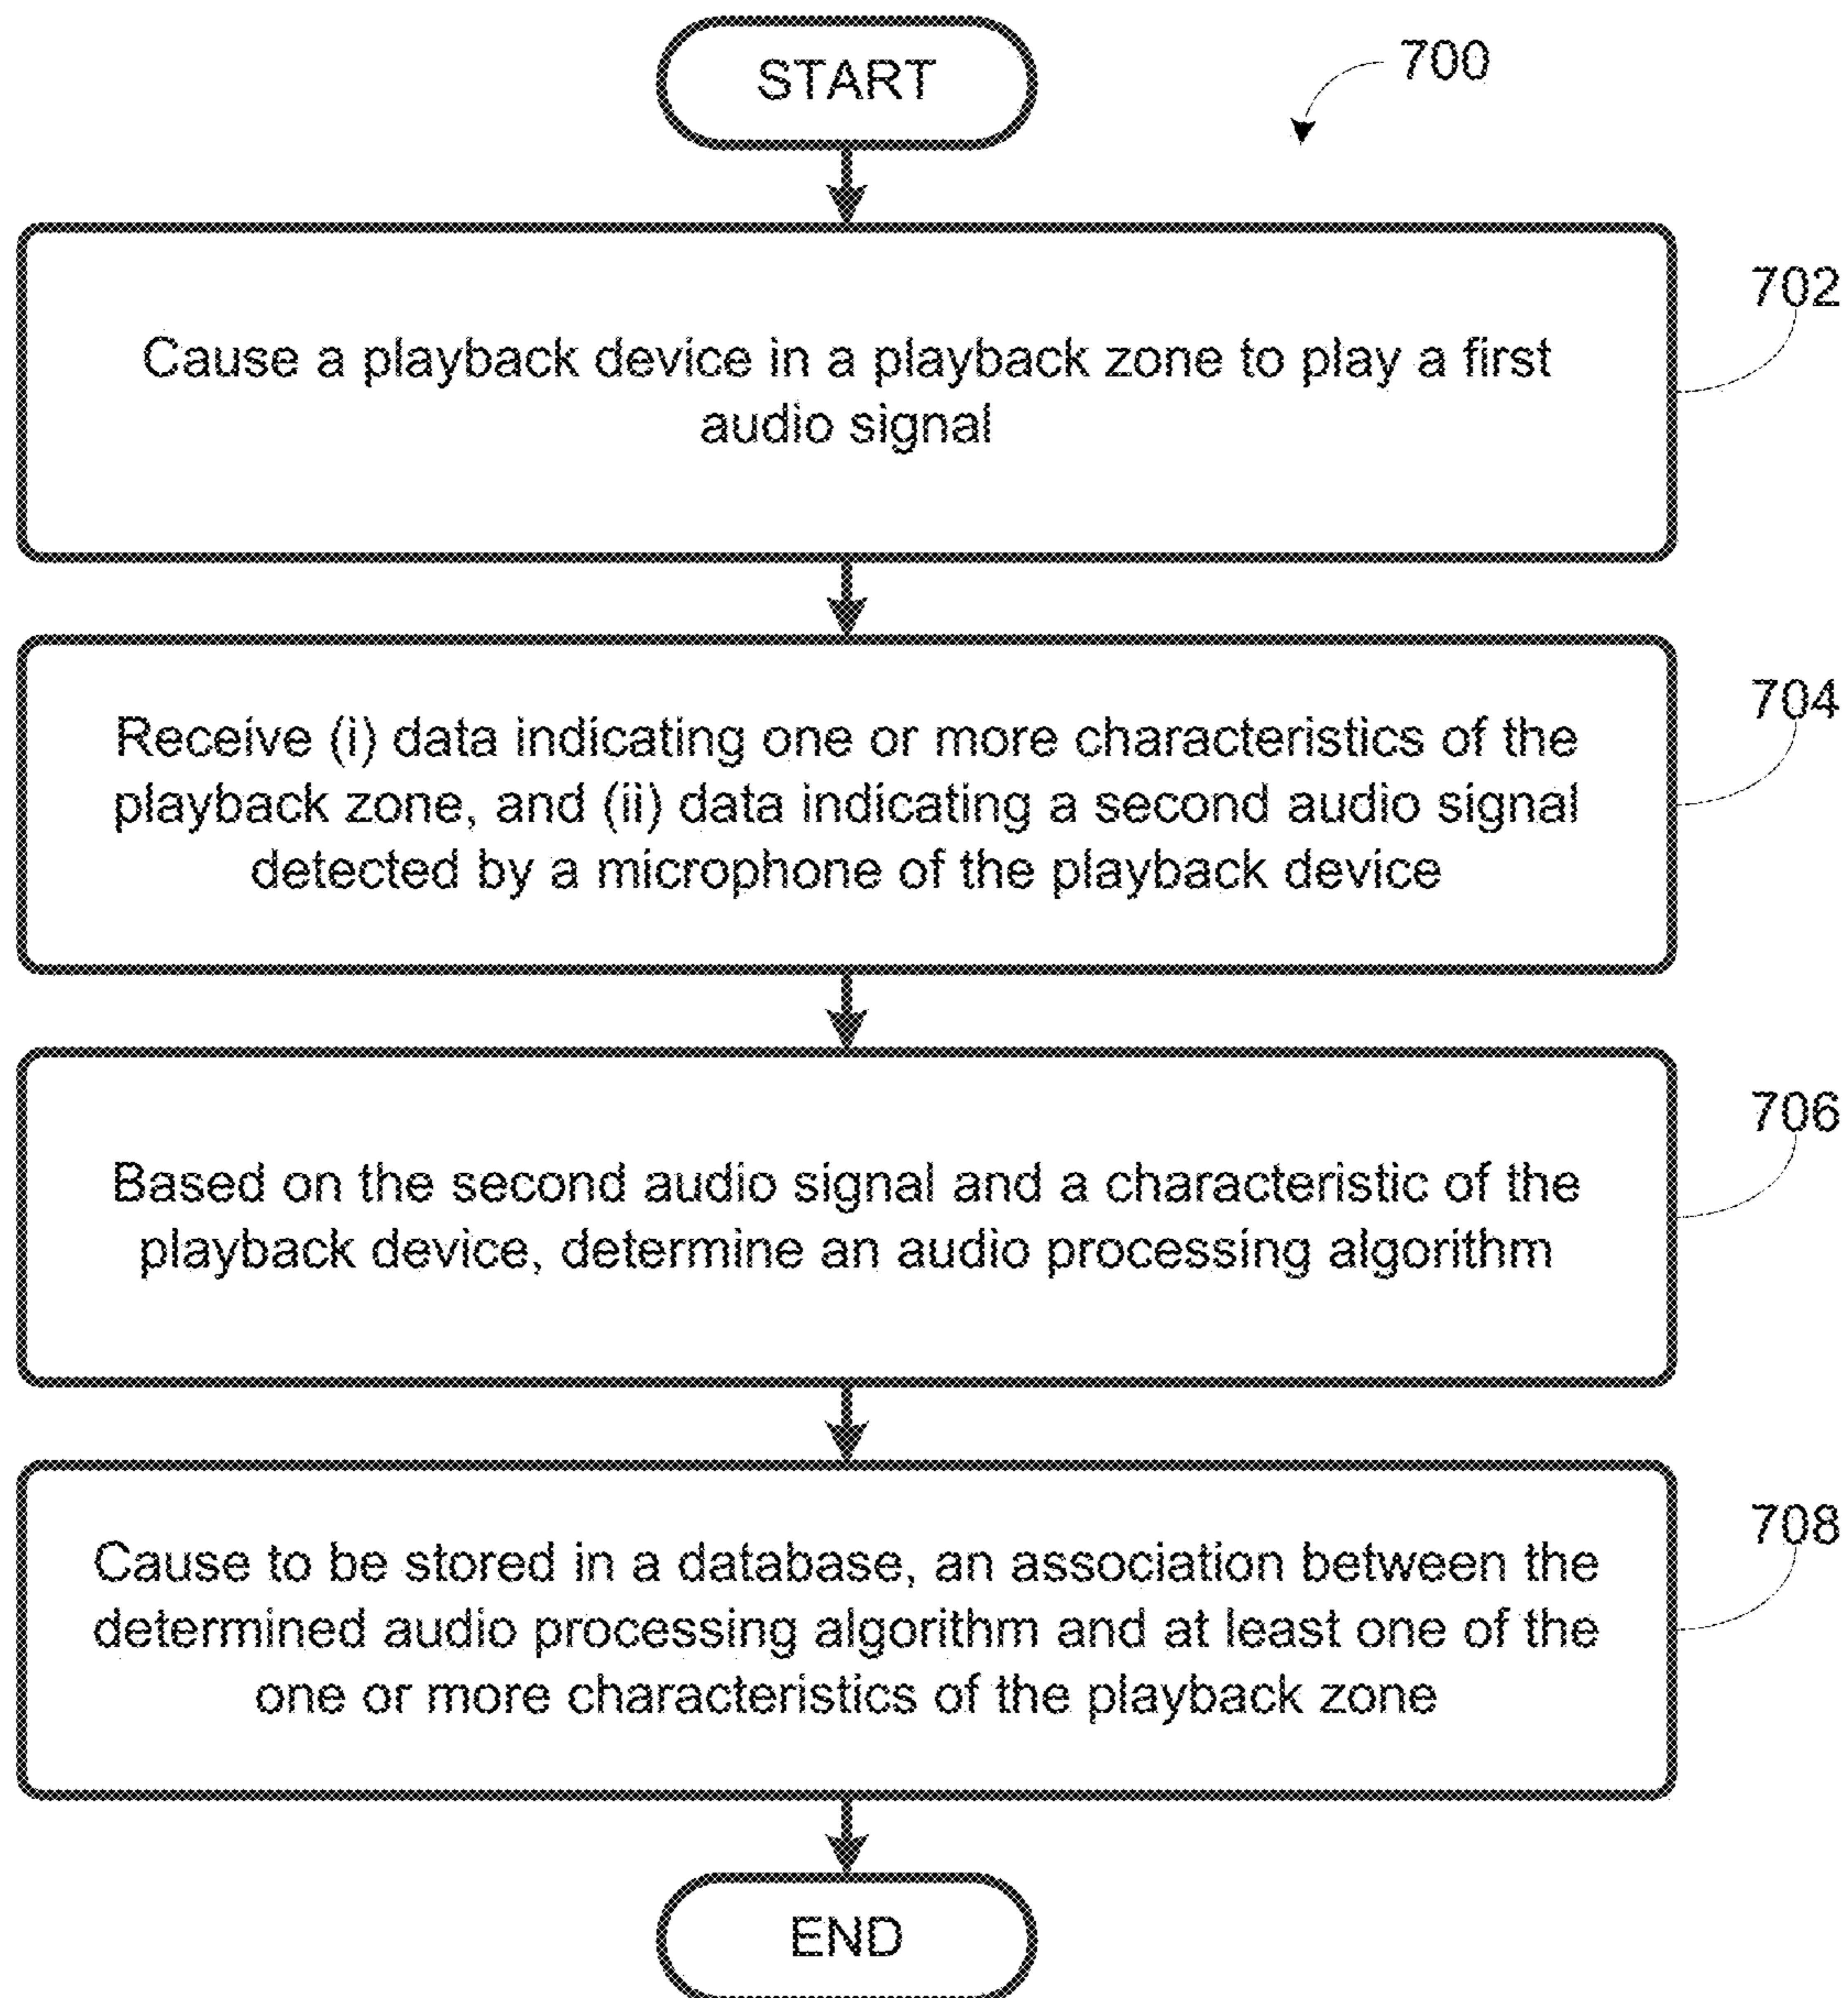 START
700
702
Cause a playback device in a playback zone to play a first
audio signal
704
Receive (i) data indicating one or more characteristics of the
playback zone, and (ii) data indicating a second audio signal
detected by a microphone of the playback device
706
Based on the second audio signal and a characteristic of the
playback device, determine an audio processing algorithm
708
Cause to be stored in a database, an association between the
determined audio processing algorithm and at least one of the
one or more characteristics of the playback zone
END